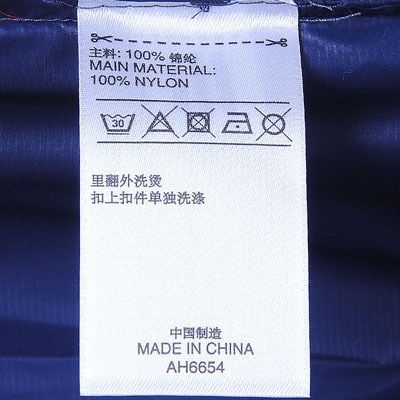 主料: 100% 锦纶
MAIN MATERIAL:
100% NYLON
30
里翻外洗烫
扣上扣件单独洗涤
中国制造
MADE IN CHINA
AH6654